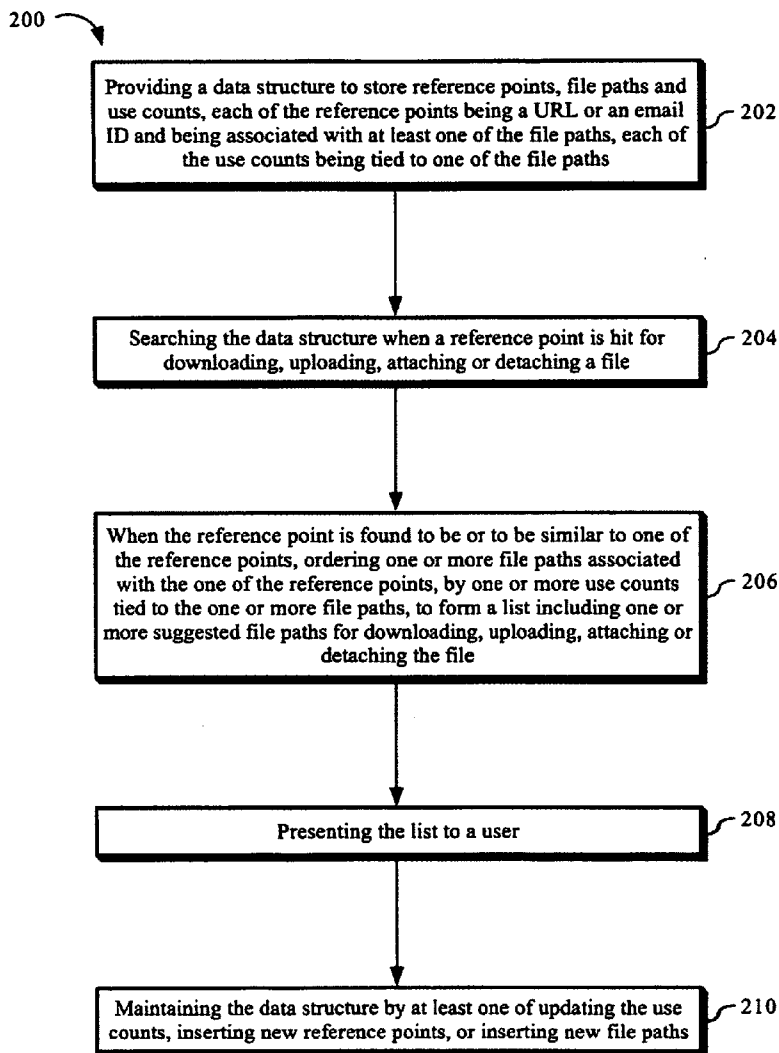 200
Providing a data structure to store reference points, file paths and
use counts, each of the reference points being a URL or an email
ID and being associated with at least one of the file paths, each of
the use counts being tied to one of the file paths
202
Searching the data structure when a reference point is hit for
downloading, uploading, attaching or detaching a file
204
When the reference point is found to be or to be similar to one of
the reference points, ordering one or more file paths associated
with the one of the reference points, by one or more use counts
tied to the one or more file paths, to form a list including one or
more suggested file paths for downloading, uploading, attaching or
detaching the file
206
Presenting the list to a user
208
Maintaining the data structure by at least one of updating the use
counts, inserting new reference points, or inserting new file paths
210